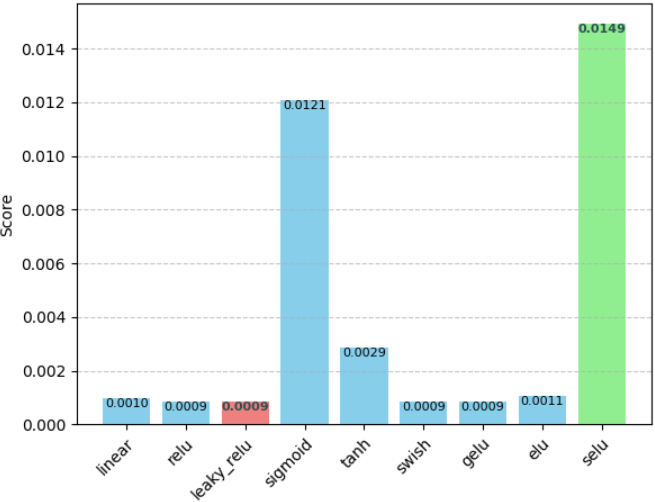 Score
0.014
0.012
0.010
0.008
0.006
0.004
0.002
0.000
0.0010
0.0009
0.0009
0.0121
0.0029
0.0009
0.0009
0.0011
0.0149
linear
relu
leaky_relu
sigmoid
tanh
swish
gelu
elu
selu